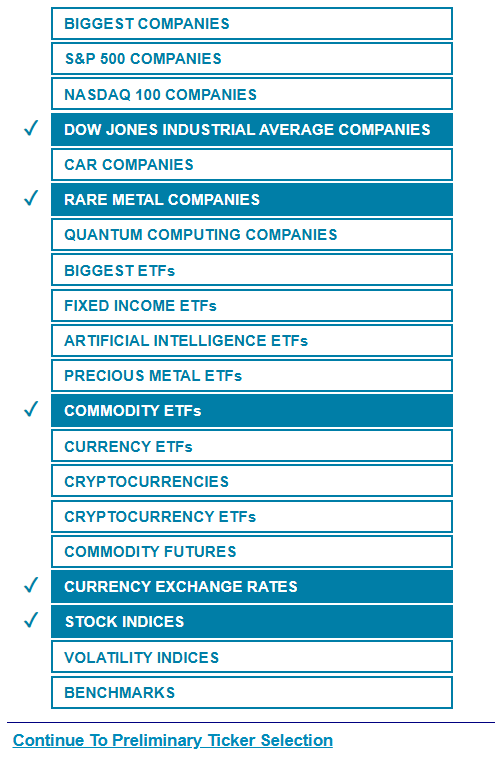 BIGGEST COMPANIES
S&P 500 COMPANIES
NASDAQ 100 COMPANIES
✓ DOW JONES INDUSTRIAL AVERAGE COMPANIES
CAR COMPANIES
✓ RARE METAL COMPANIES
QUANTUM COMPUTING COMPANIES
BIGGEST ETFs
FIXED INCOME ETFs
ARTIFICIAL INTELLIGENCE ETFs
PRECIOUS METAL ETFs
✓ COMMODITY ETFs
CURRENCY ETFs
CRYPTOCURRENCIES
CRYPTOCURRENCY ETFs
COMMODITY FUTURES
✓ CURRENCY EXCHANGE RATES
✓ STOCK INDICES
VOLATILITY INDICES
BENCHMARKS
Continue To Preliminary Ticker Selection